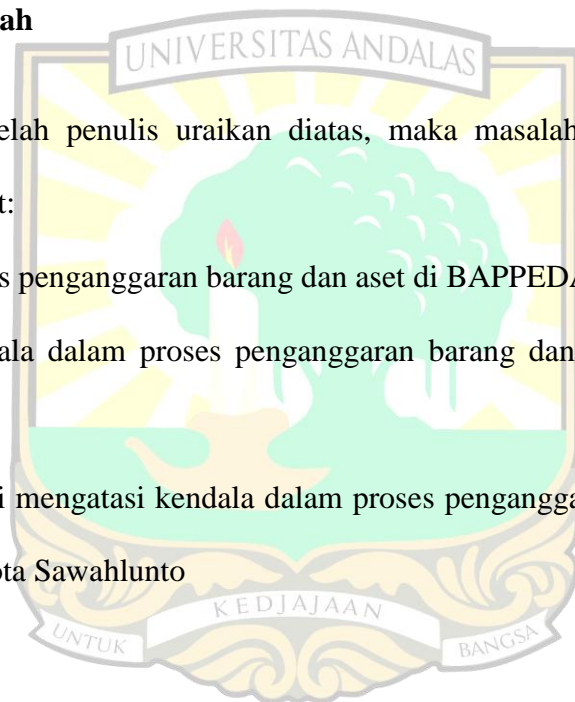 lah
UNIVERSITAS ANDALAS
elah penulis uraikan diatas, maka masalah
t:
s penganggaran barang dan aset di BAPPEDA
ala dalam proses penganggaran barang dan
i mengatasi kendala dalam proses pengangga
ota Sawahlunto
KEDJAJAAN
UNTUK
BANGSA